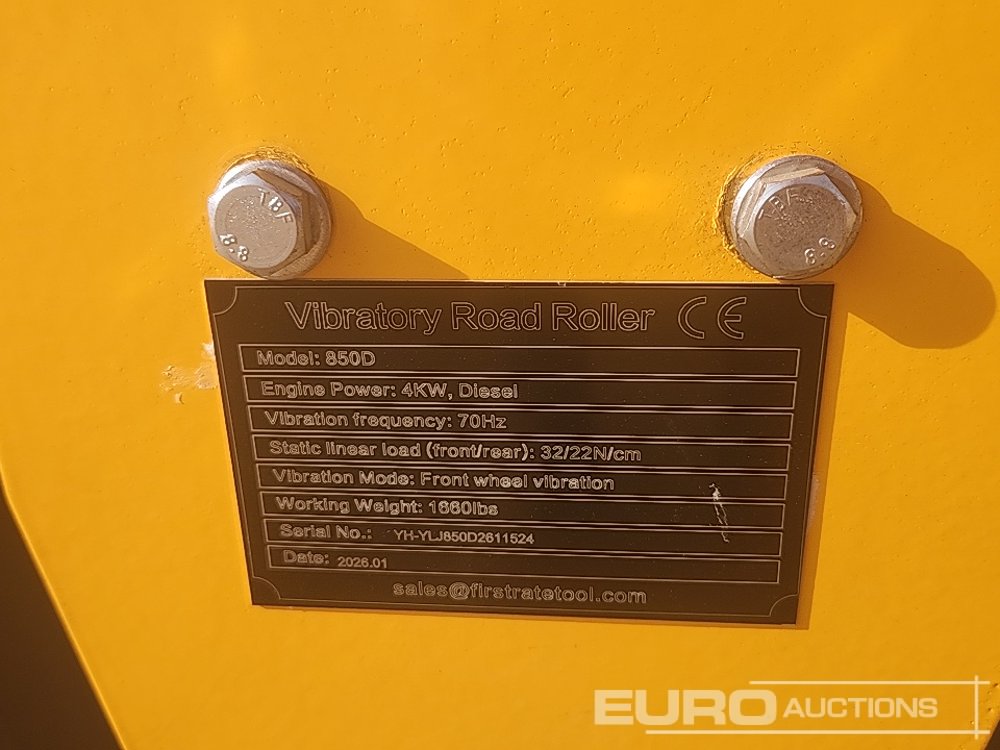 TBF
8.8
TBF
8.8
Vibratory Road Roller CE
Model: 850D
Engine Power: 4KW, Diesel
Vibration frequency: 70Hz
Static linear load (front/rear): 32/22N/cm
Vibration Mode: Front wheel vibration
Working Weight: 1660lbs
Serial No.: YH-YLJ850D2611524
Date: 2026.01
sales@firstratetool.com
EURO AUCTIONS